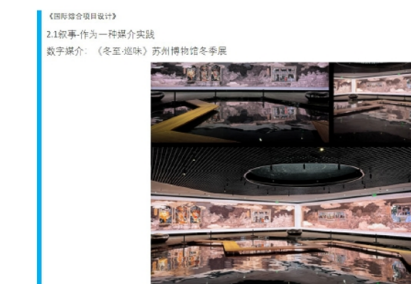 《国际综合项目设计》
2.1叙事-作为一种媒介实践
数字媒介：《冬至·巡味》苏州博物馆冬季展